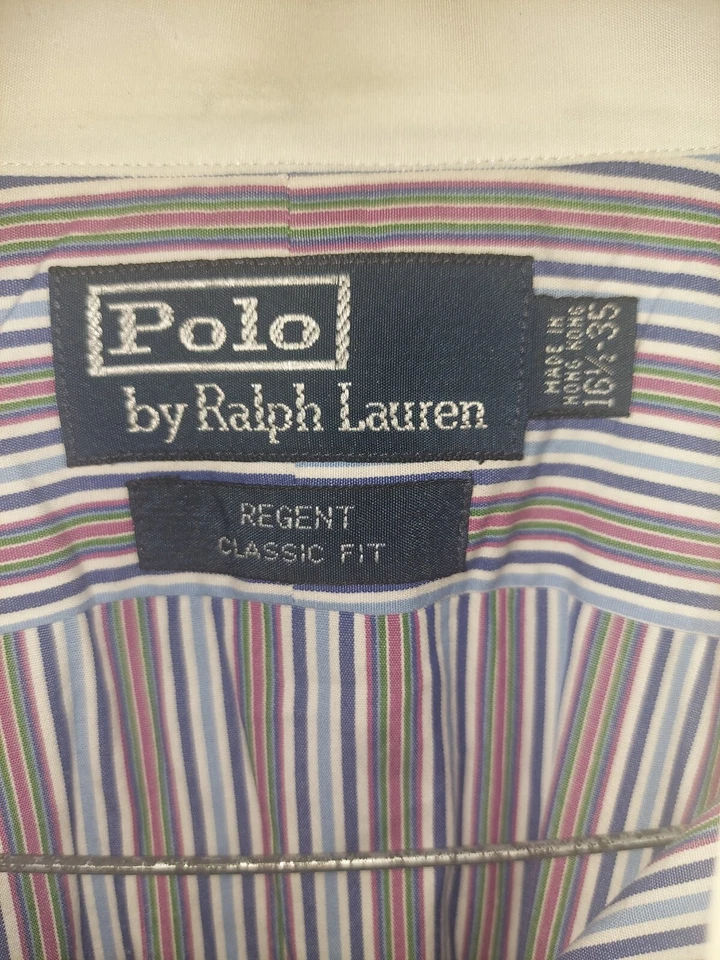 Polo
by Ralph Lauren
MADE IN
HONG KONG
16½-35
REGENT
CLASSIC FIT